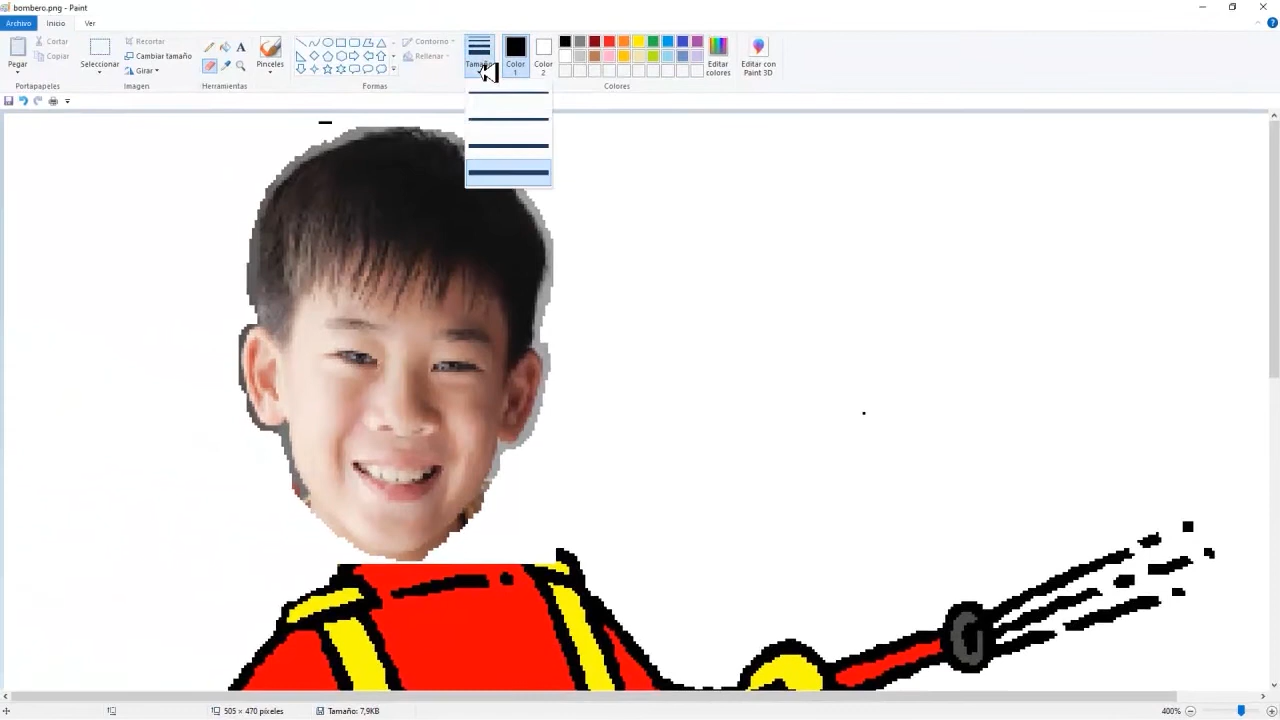 bombero.png - Paint
Archivo Inicio Ver
Pegar
Cortar
Copiar
Portapapeles
Seleccionar
Recortar
Cambiar tamaño
Girar
Imagen
A
Herramientas
Pinceles
Contorno
Rellenar
Formas
Tamaño
Color
1
Color
2
Editar
colores
Colores
Editar con
Paint 3D
505 × 470 píxeles
Tamaño: 7,9KB
400%